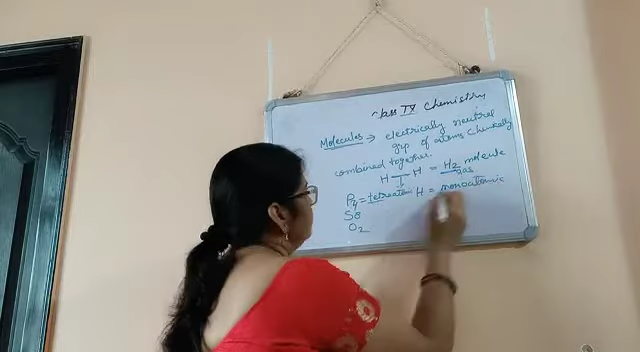 Class IX Chemistry
Molecules → electrically neutral
grp of atoms chemically
combined together.
H — H = H2 molecule
gas
P4 = tetratomic H = monoatomic
S8
O2